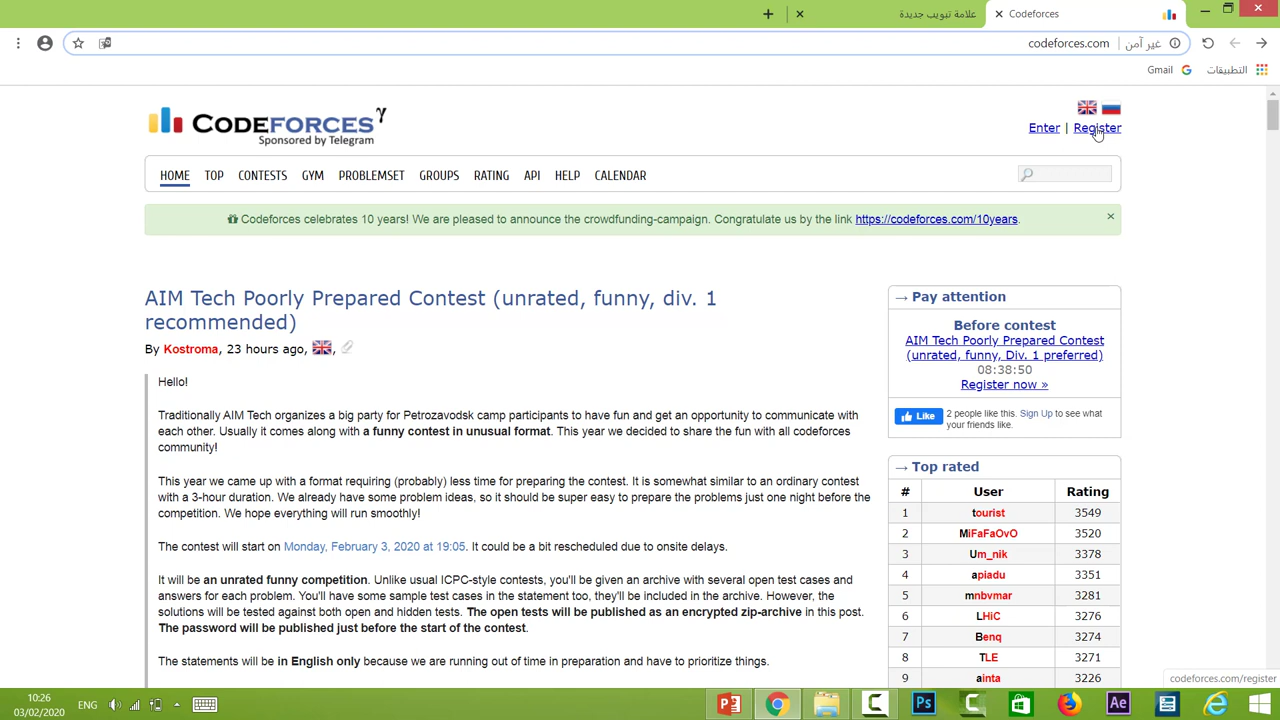 علامة تبويب جديدة
Codeforces
codeforces.com
غير آمن
Gmail
التطبيقات
CODEFORCES γ
Sponsored by Telegram
Enter | Register
HOME TOP CONTESTS GYM PROBLEMSET GROUPS RATING API HELP CALENDAR
Codeforces celebrates 10 years! We are pleased to announce the crowdfunding-campaign. Congratulate us by the link https://codeforces.com/10years.
AIM Tech Poorly Prepared Contest (unrated, funny, div. 1
recommended)
By Kostroma, 23 hours ago, ,
Hello!
Traditionally AIM Tech organizes a big party for Petrozavodsk camp participants to have fun and get an opportunity to communicate with
each other. Usually it comes along with a funny contest in unusual format. This year we decided to share the fun with all codeforces
community!
This year we came up with a format requiring (probably) less time for preparing the contest. It is somewhat similar to an ordinary contest
with a 3-hour duration. We already have some problem ideas, so it should be super easy to prepare the problems just one night before the
competition. We hope everything will run smoothly!
The contest will start on Monday, February 3, 2020 at 19:05. It could be a bit rescheduled due to onsite delays.
It will be an unrated funny competition. Unlike usual ICPC-style contests, you'll be given an archive with several open test cases and
answers for each problem. You'll have some sample test cases in the statement too, they'll be included in the archive. However, the
solutions will be tested against both open and hidden tests. The open tests will be published as an encrypted zip-archive in this post.
The password will be published just before the start of the contest.
The statements will be in English only because we are running out of time in preparation and have to prioritize things.
→ Pay attention
Before contest
AIM Tech Poorly Prepared Contest
(unrated, funny, Div. 1 preferred)
08:38:50
Register now »
Like
2 people like this. Sign Up to see what
your friends like.
→ Top rated
# User Rating
1 tourist 3549
2 MiFaFaOvO 3520
3 Um_nik 3378
4 apiadu 3351
5 mnbvmar 3281
6 LHiC 3276
7 Benq 3274
8 TLE 3271
9 ainta 3226
codeforces.com/register
10:26
03/02/2020
ENG
Ps
Ae